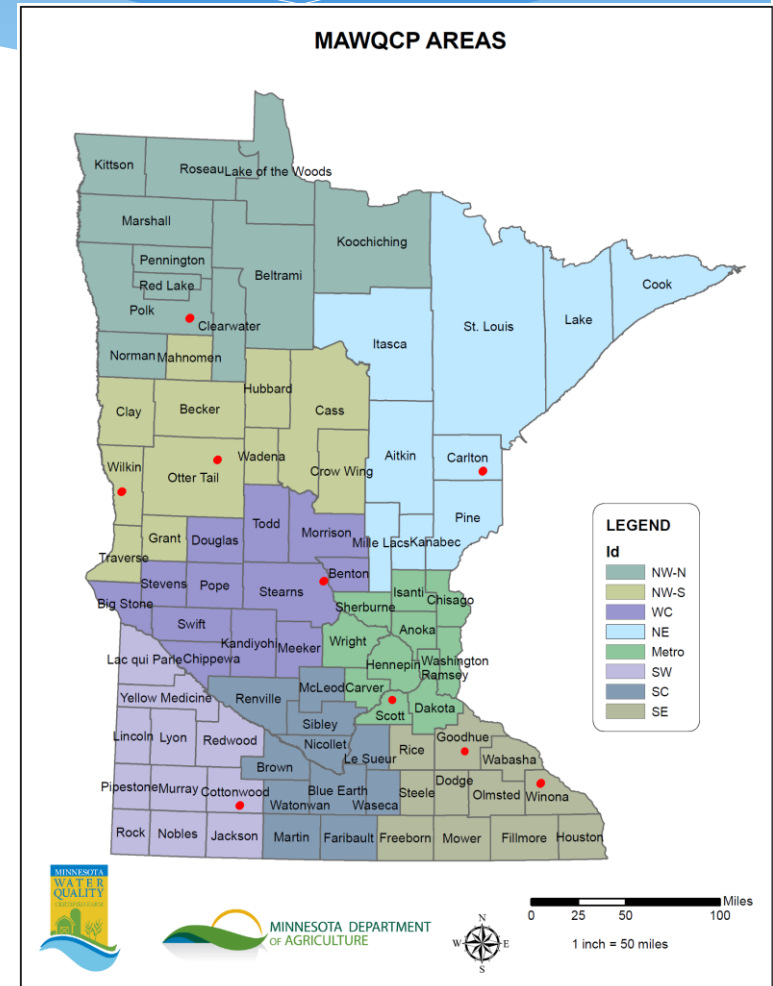 MAWQCP AREAS
Kittson
Roseau
Lake of the Woods
Marshall
Koochiching
Pennington
Beltrami
Red Lake
Polk
Clearwater
Cook
St. Louis
Lake
Itasca
Norman
Mahnomen
Hubbard
Clay
Becker
Cass
Wadena
Aitkin
Carlton
Wilkin
Otter Tail
Crow Wing
Pine
Todd
Morrison
Grant
Douglas
Mille Lacs
Kanabec
Traverse
Benton
Stevens
Pope
Stearns
Isanti
Chisago
Big Stone
Sherburne
Swift
Anoka
Wright
Kandiyohi
Meeker
Lac qui Parle
Chippewa
Hennepin
Washington
Ramsey
McLeod
Carver
Yellow Medicine
Renville
Dakota
Scott
Sibley
Lincoln
Lyon
Redwood
Nicollet
Goodhue
Le Sueur
Rice
Wabasha
Brown
Dodge
Pipestone
Murray
Cottonwood
Blue Earth
Steele
Olmsted
Winona
Watonwan
Waseca
Rock
Nobles
Jackson
Martin
Faribault
Freeborn
Mower
Fillmore
Houston
LEGEND
Id
NW-N
NW-S
WC
NE
Metro
SW
SC
SE
MINNESOTA
WATER
QUALITY
CERTIFIED FARM
MINNESOTA DEPARTMENT
OF AGRICULTURE
N
W E
S
Miles
0 25 50 100
1 inch = 50 miles